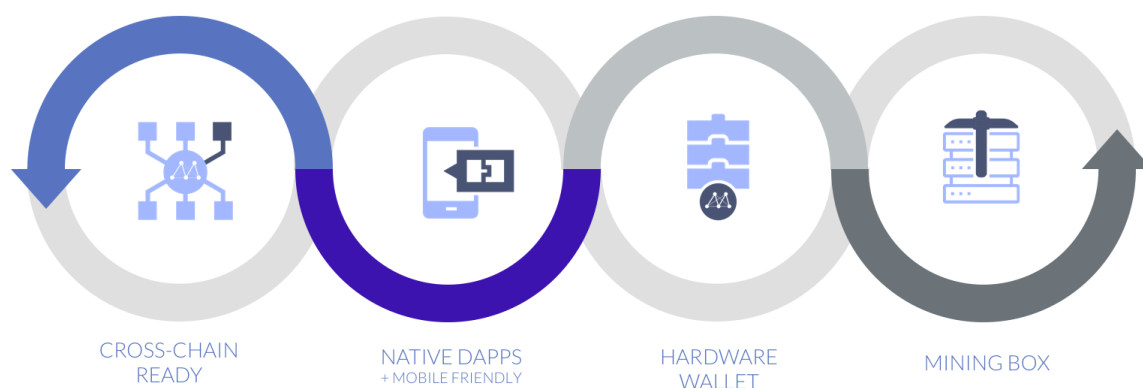 CROSS-CHAIN
READY
NATIVE DAPPS
+ MOBILE FRIENDLY
HARDWARE
WALLET
MINING BOX